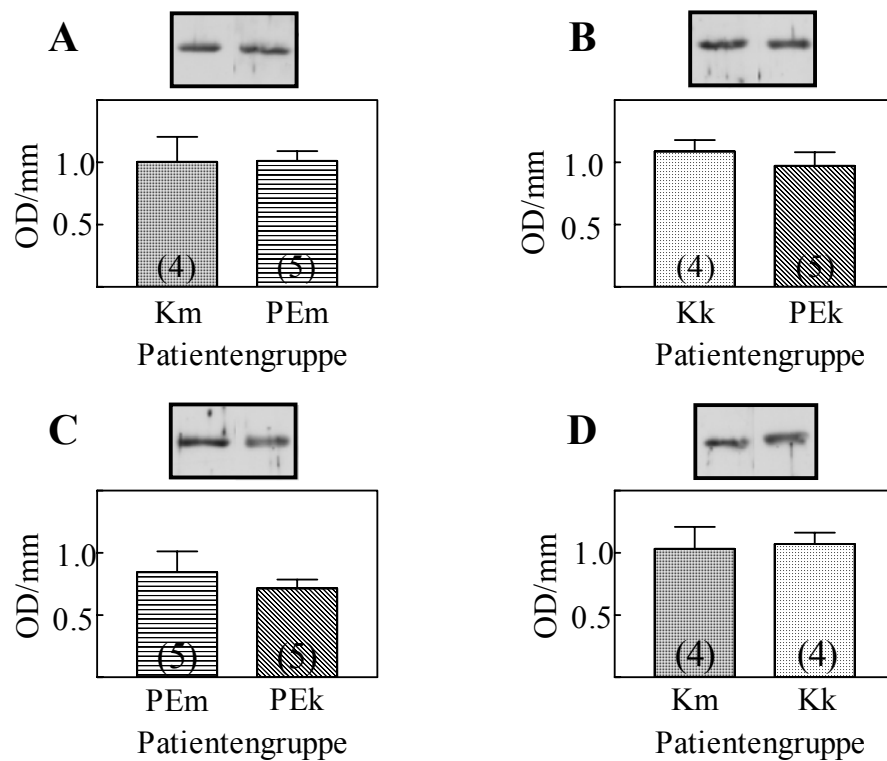 A
OD/mm
1.0
0.5
(4) (5)
Km PEm
Patientengruppe
B
OD/mm
1.0
0.5
(4) (5)
Kk PEk
Patientengruppe
C
OD/mm
1.0
0.5
(5) (5)
PEm PEk
Patientengruppe
D
OD/mm
1.0
0.5
(4) (4)
Km Kk
Patientengruppe